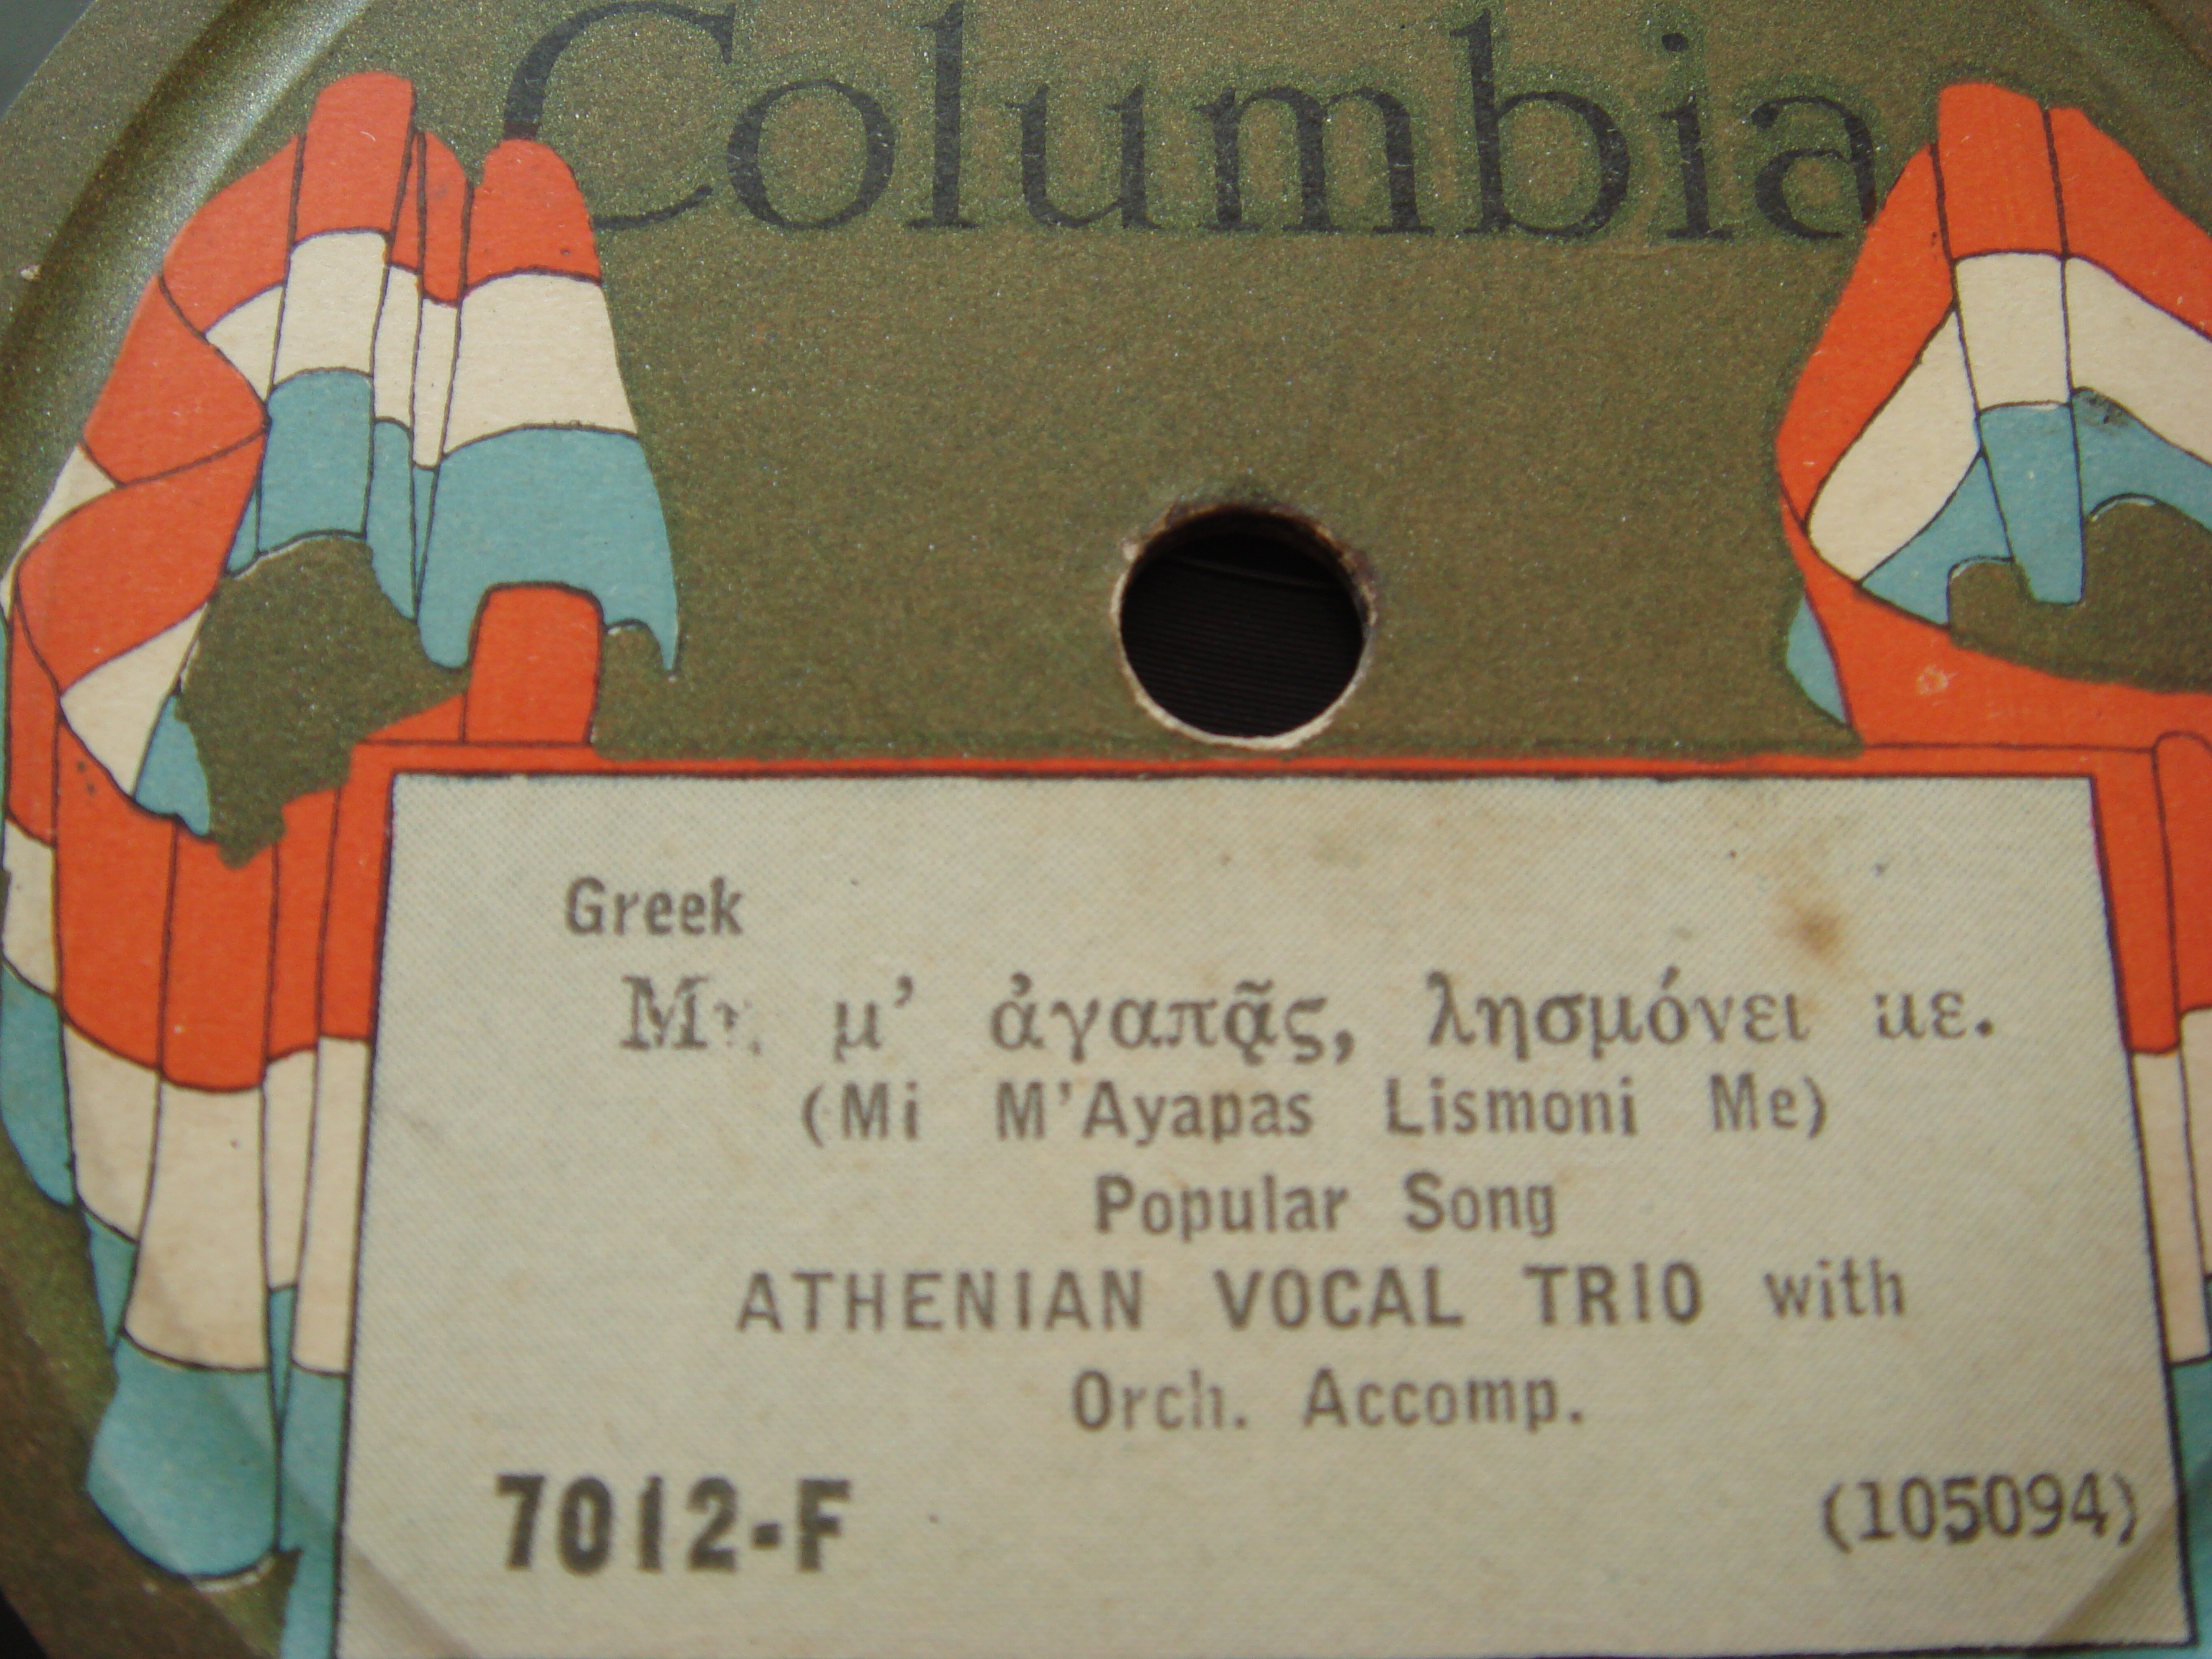 Columbia
Greek
Μὴ μ' ἀγαπᾷς, λησμόνει με.
(Mi M'Ayapas Lismoni Me)
Popular Song
ATHENIAN VOCAL TRIO with
Orch. Accomp.
7012-F (105094)